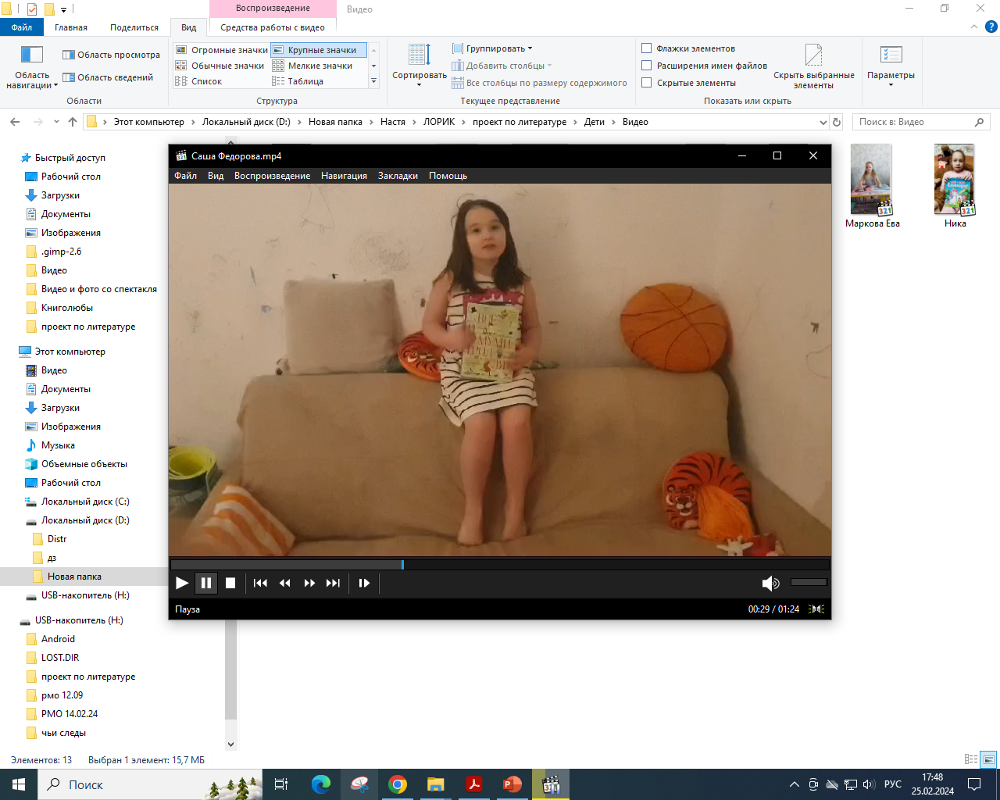 Воспроизведение
Видео
Файл
Главная
Поделиться
Вид
Средства работы с видео
Область навигации
Область просмотра
Область сведений
Области
Огромные значки
Крупные значки
Обычные значки
Мелкие значки
Список
Таблица
Структура
Сортировать
Группировать
Добавить столбцы
Все столбцы по размеру содержимого
Текущее представление
Флажки элементов
Расширения имен файлов
Скрытые элементы
Скрыть выбранные
элементы
Показать или скрыть
Параметры
Этот компьютер
Локальный диск (D:)
Новая папка
Настя
ЛОРИК
проект по литературе
Дети
Видео
Поиск в: Видео
Быстрый доступ
Рабочий стол
Загрузки
Документы
Изображения
.gimp-2.6
Видео
Видео и фото со спектакля
Книголюбы
проект по литературе
Этот компьютер
Видео
Документы
Загрузки
Изображения
Музыка
Объемные объекты
Рабочий стол
Локальный диск (C:)
Локальный диск (D:)
Distr
дз
Новая папка
USB-накопитель (H:)
USB-накопитель (H:)
Android
LOST.DIR
проект по литературе
рмо 12.09
РМО 14.02.24
чьи следы
Саша Федорова.mp4
Файл
Вид
Воспроизведение
Навигация
Закладки
Помощь
Пауза
00:29 / 01:24
321
Маркова Ева
321
Ника
Элементов: 13
Выбран 1 элемент: 15,7 МБ
Поиск
РУС
17:48
25.02.2024